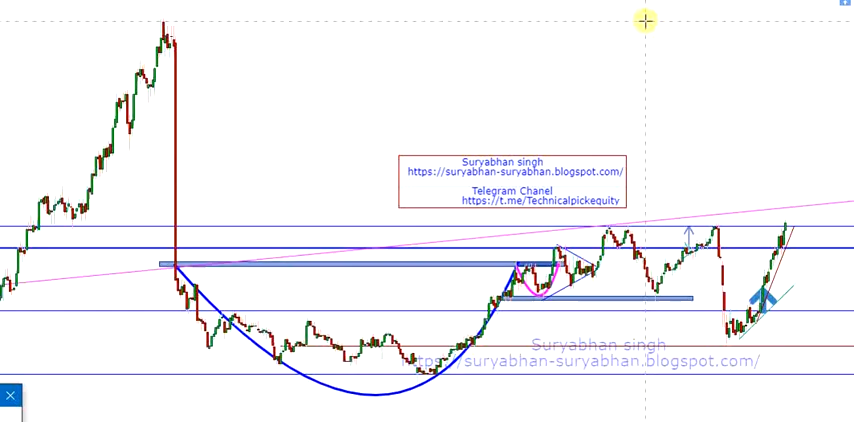 Suryabhan singh
https://suryabhan-suryabhan.blogspot.com/
Telegram Chanel
https://t.me/Technicalpickequity
Suryabhan singh
https://suryabhan-suryabhan.blogspot.com/